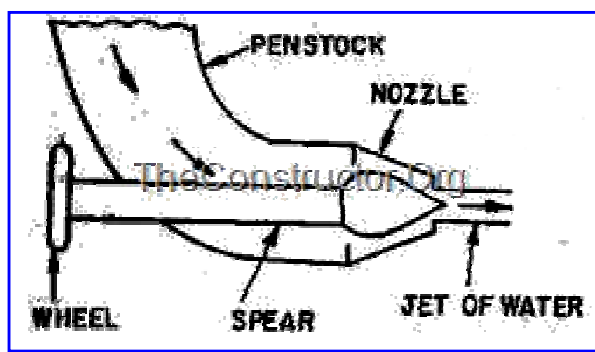 PENSTOCK
NOZZLE
TheConstructor.Org
JET OF WATER
WHEEL
SPEAR